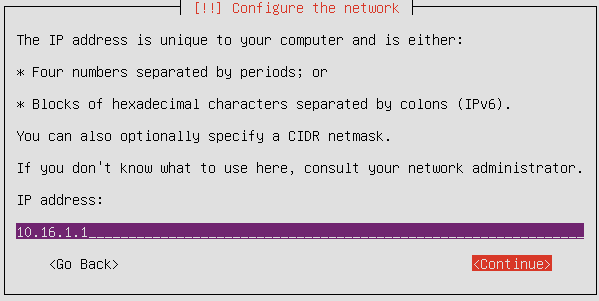 [!!] Configure the network
The IP address is unique to your computer and is either:
* Four numbers separated by periods; or
* Blocks of hexadecimal characters separated by colons (IPv6).
You can also optionally specify a CIDR netmask.
If you don't know what to use here, consult your network administrator.
IP address:
10.16.1.1
<Go Back> <Continue>